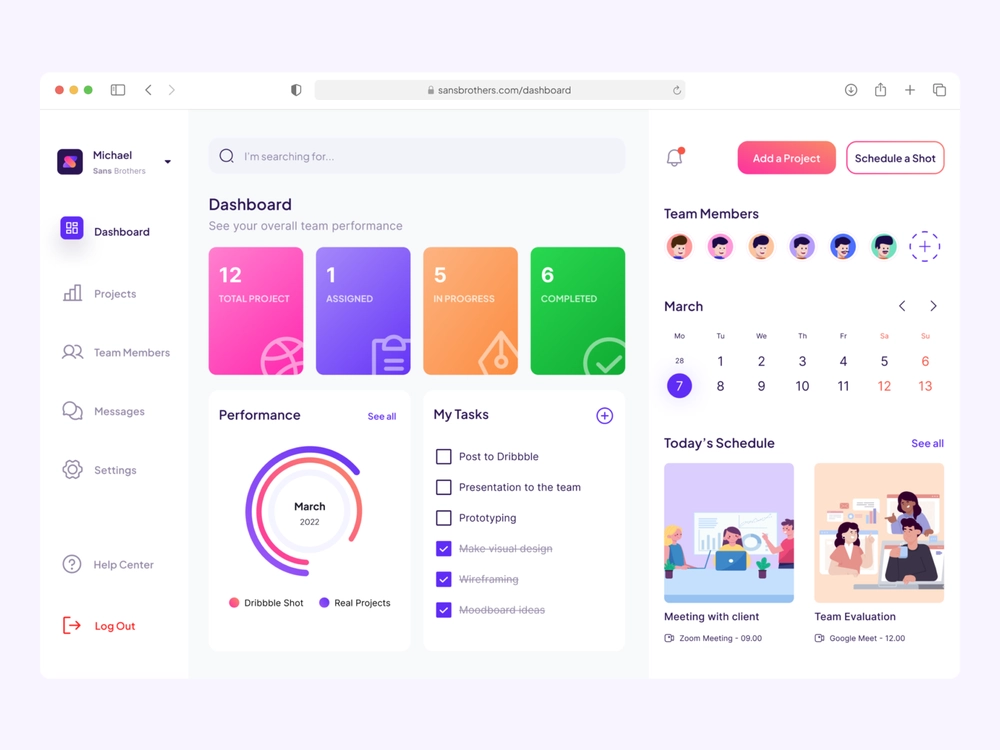 sansbrothers.com/dashboard
Michael
Sans Brothers
Dashboard
Projects
Team Members
Messages
Settings
Help Center
Log Out
I'm searching for...
Dashboard
See your overall team performance
12
TOTAL PROJECT
1
ASSIGNED
5
IN PROGRESS
6
COMPLETED
Performance
See all
March
2022
Dribbble Shot
Real Projects
My Tasks
Post to Dribbble
Presentation to the team
Prototyping
Make visual design
Wireframing
Moodboard ideas
Add a Project
Schedule a Shot
Team Members
March
Mo Tu We Th Fr Sa Su
28 1 2 3 4 5 6
7 8 9 10 11 12 13
Today's Schedule
See all
Meeting with client
Zoom Meeting - 09.00
Team Evaluation
Google Meet - 12.00